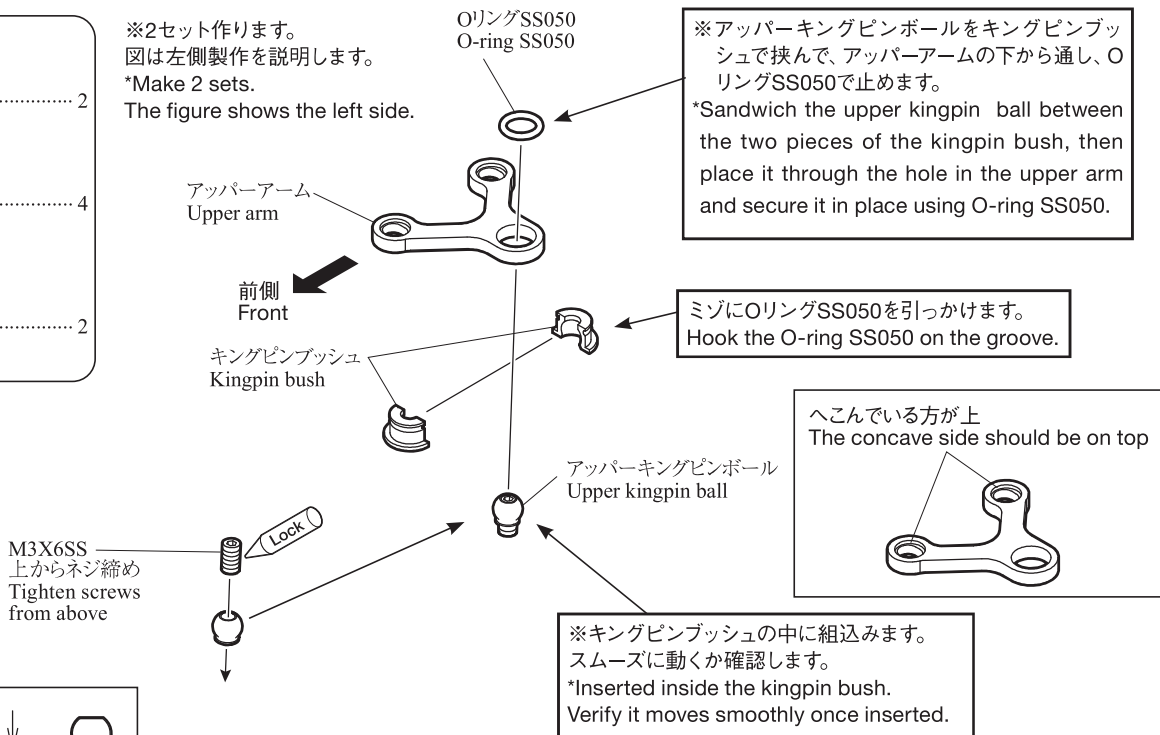 ※2セット作ります。
図は左側製作を説明します。
*Make 2 sets.
The figure shows the left side.
OリングSS050
O-ring SS050
※アッパーキングピンボールをキングピンブッ
シュで挟んで、アッパーアームの下から通し、O
リングSS050で止めます。
*Sandwich the upper kingpin ball between
the two pieces of the kingpin bush, then
place it through the hole in the upper arm
and secure it in place using O-ring SS050.
2
4
2
アッパーアーム
Upper arm
前側
Front
ミゾにOリングSS050を引っかけます。
Hook the O-ring SS050 on the groove.
キングピンブッシュ
Kingpin bush
へこんでいる方が上
The concave side should be on top
アッパーキングピンボール
Upper kingpin ball
Lock
M3X6SS
上からネジ締め
Tighten screws
from above
※キングピンブッシュの中に組込みます。
スムーズに動くか確認します。
*Inserted inside the kingpin bush.
Verify it moves smoothly once inserted.